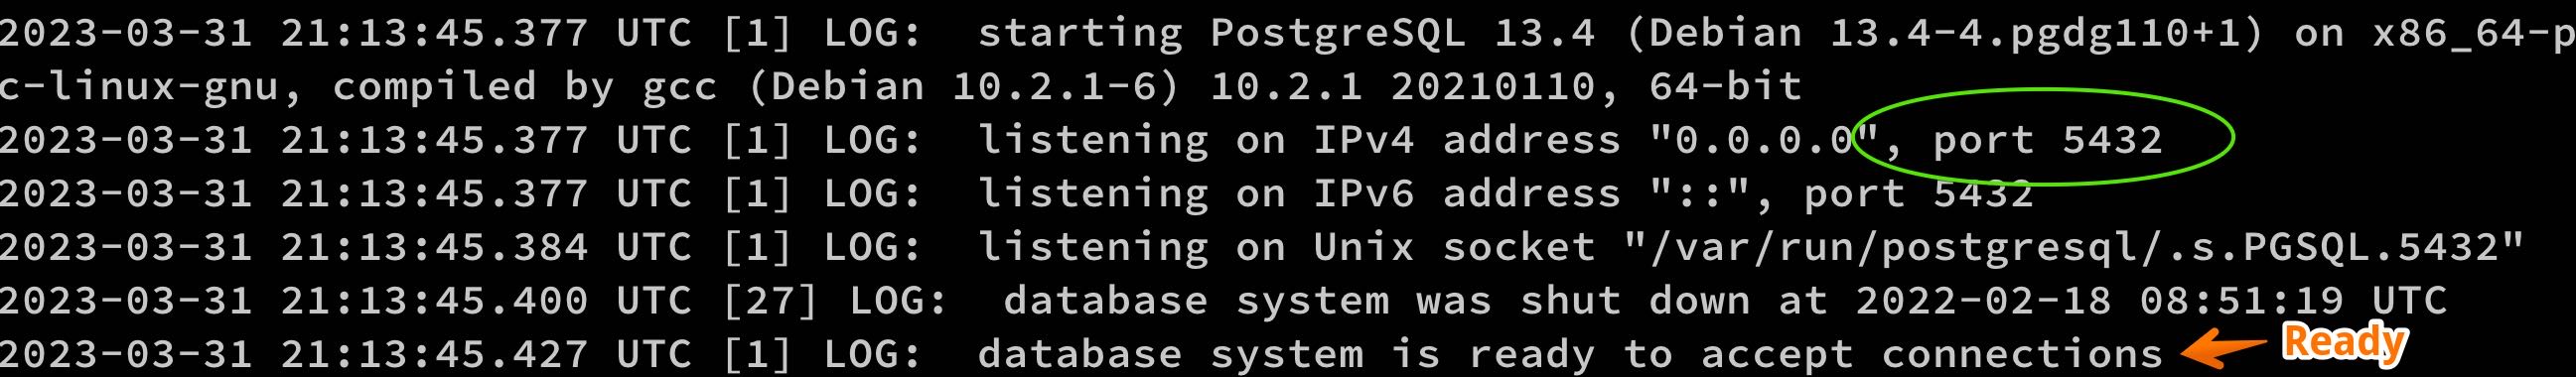 2023-03-31 21:13:45.377 UTC [1] LOG:  starting PostgreSQL 13.4 (Debian 13.4-4.pgdg110+1) on x86_64-p
c-linux-gnu, compiled by gcc (Debian 10.2.1-6) 10.2.1 20210110, 64-bit
2023-03-31 21:13:45.377 UTC [1] LOG:  listening on IPv4 address "0.0.0.0", port 5432
2023-03-31 21:13:45.377 UTC [1] LOG:  listening on IPv6 address "::", port 5432
2023-03-31 21:13:45.384 UTC [1] LOG:  listening on Unix socket "/var/run/postgresql/.s.PGSQL.5432"
2023-03-31 21:13:45.400 UTC [27] LOG:  database system was shut down at 2022-02-18 08:51:19 UTC
2023-03-31 21:13:45.427 UTC [1] LOG:  database system is ready to accept connections
Ready